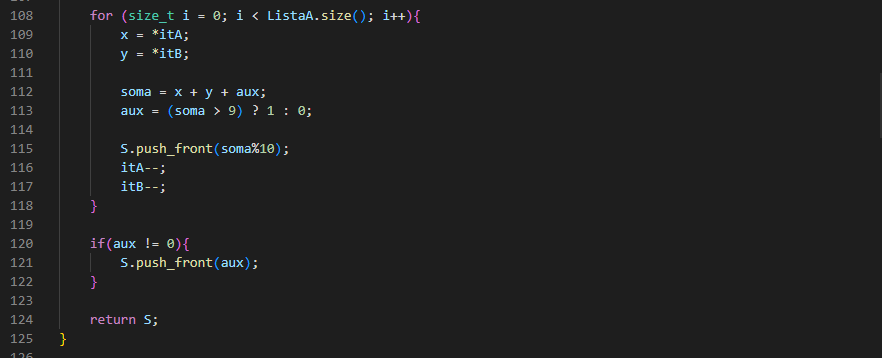 108 for (size_t i = 0; i < ListaA.size(); i++){
109 x = *itA;
110 y = *itB;
111
112 soma = x + y + aux;
113 aux = (soma > 9) ? 1 : 0;
114
115 S.push_front(soma%10);
116 itA--;
117 itB--;
118 }
119
120 if(aux != 0){
121 S.push_front(aux);
122 }
123
124 return S;
125 }